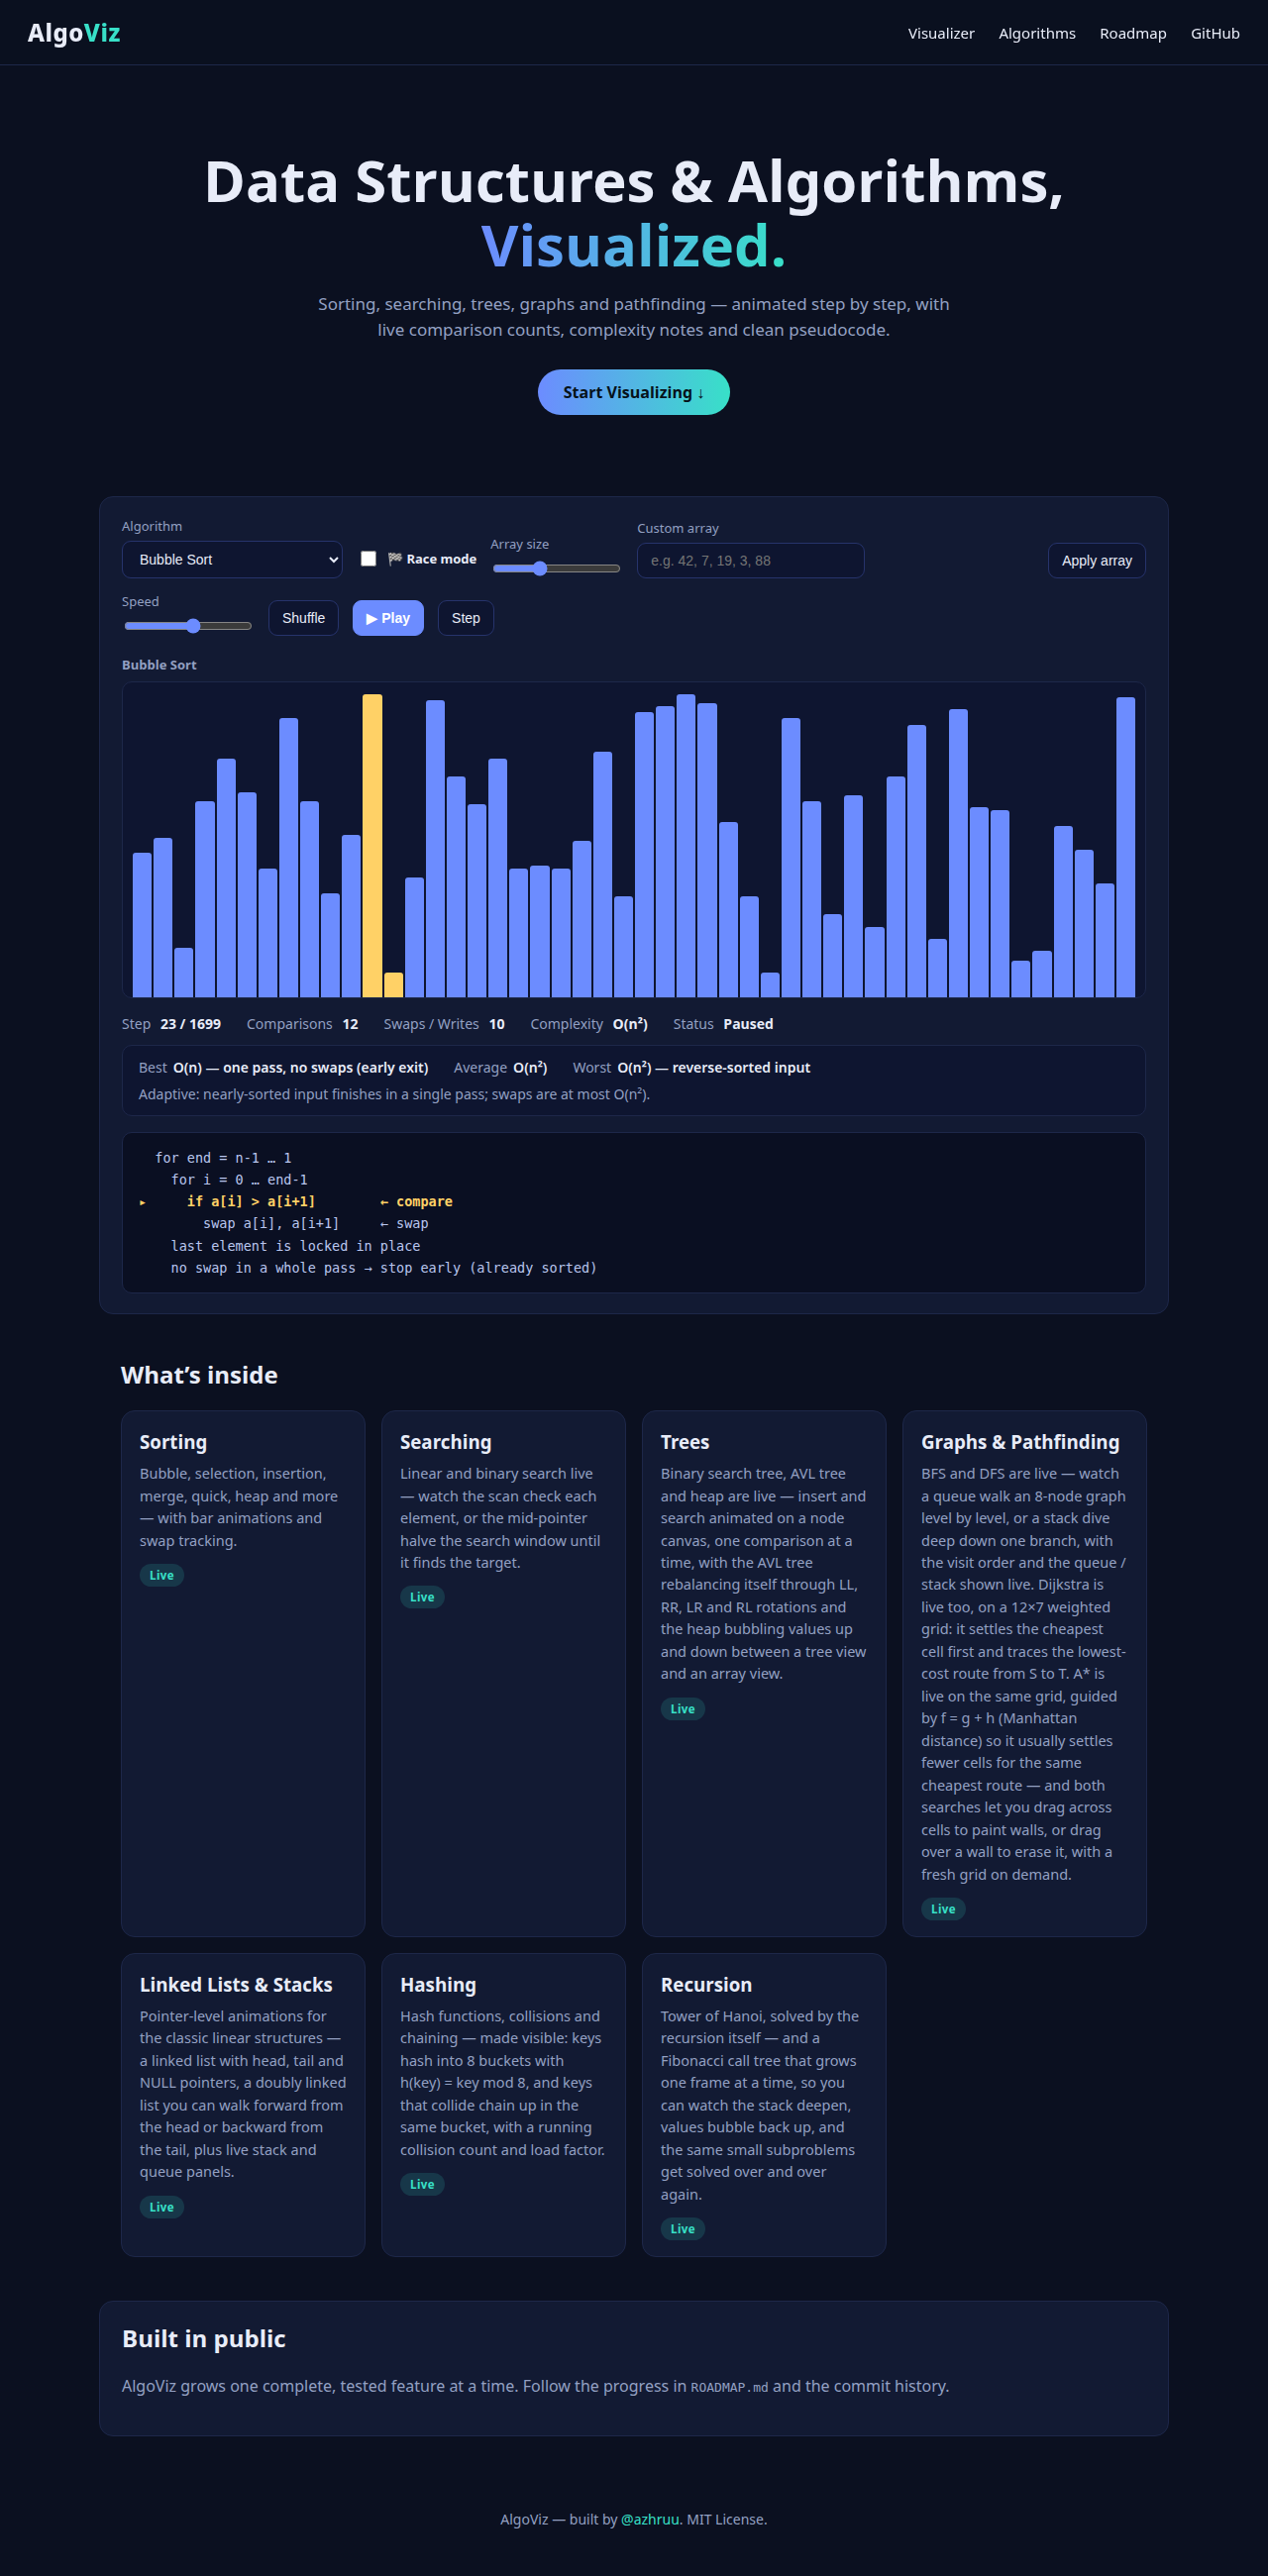 AlgoViz
Visualizer
Algorithms
Roadmap
GitHub
Data Structures & Algorithms,
Visualized.
Sorting, searching, trees, graphs and pathfinding — animated step by step, with
live comparison counts, complexity notes and clean pseudocode.
Start Visualizing ↓
Algorithm
Bubble Sort
🏁 Race mode
Array size
Custom array
e.g. 42, 7, 19, 3, 88
Apply array
Speed
Shuffle
▶ Play
Step
Bubble Sort
Step 23 / 1699 Comparisons 12 Swaps / Writes 10 Complexity O(n²) Status Paused
Best O(n) — one pass, no swaps (early exit) Average O(n²) Worst O(n²) — reverse-sorted input
Adaptive: nearly-sorted input finishes in a single pass; swaps are at most O(n²).
for end = n-1 … 1
for i = 0 … end-1
▸ if a[i] > a[i+1] ← compare
swap a[i], a[i+1] ← swap
last element is locked in place
no swap in a whole pass → stop early (already sorted)
What’s inside
Sorting
Bubble, selection, insertion,
merge, quick, heap and more
— with bar animations and
swap tracking.
Live
Searching
Linear and binary search live
— watch the scan check each
element, or the mid-pointer
halve the search window until
it finds the target.
Live
Trees
Binary search tree, AVL tree
and heap are live — insert and
search animated on a node
canvas, one comparison at a
time, with the AVL tree
rebalancing itself through LL,
RR, LR and RL rotations and
the heap bubbling values up
and down between a tree view
and an array view.
Live
Graphs & Pathfinding
BFS and DFS are live — watch
a queue walk an 8-node graph
level by level, or a stack dive
deep down one branch, with
the visit order and the queue /
stack shown live. Dijkstra is
live too, on a 12×7 weighted
grid: it settles the cheapest
cell first and traces the lowest-
cost route from S to T. A* is
live on the same grid, guided
by f = g + h (Manhattan
distance) so it usually settles
fewer cells for the same
cheapest route — and both
searches let you drag across
cells to paint walls, or drag
over a wall to erase it, with a
fresh grid on demand.
Live
Linked Lists & Stacks
Pointer-level animations for
the classic linear structures —
a linked list with head, tail and
NULL pointers, a doubly linked
list you can walk forward from
the head or backward from
the tail, plus live stack and
queue panels.
Live
Hashing
Hash functions, collisions and
chaining — made visible: keys
hash into 8 buckets with
h(key) = key mod 8, and keys
that collide chain up in the
same bucket, with a running
collision count and load factor.
Live
Recursion
Tower of Hanoi, solved by the
recursion itself — and a
Fibonacci call tree that grows
one frame at a time, so you
can watch the stack deepen,
values bubble back up, and
the same small subproblems
get solved over and over
again.
Live
Built in public
AlgoViz grows one complete, tested feature at a time. Follow the progress in ROADMAP.md and the commit history.
AlgoViz — built by @azhruu. MIT License.